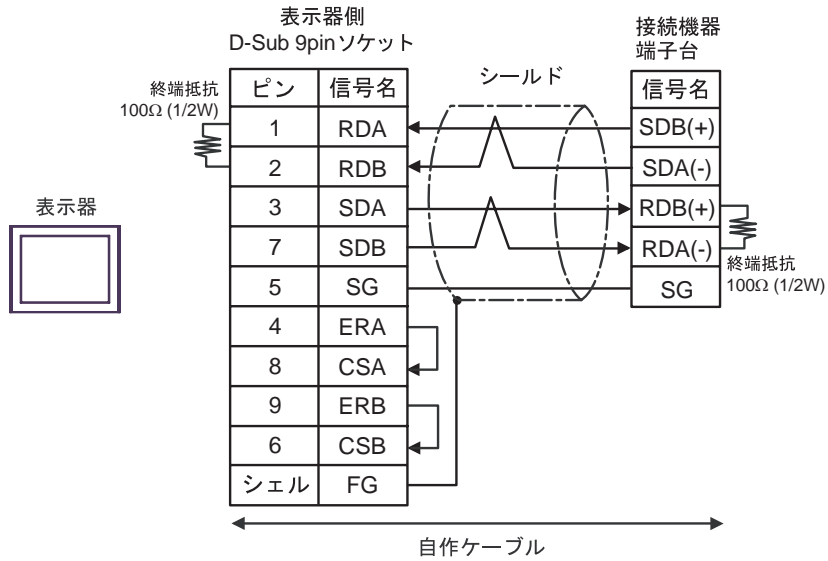 表示器側
D-Sub 9pinソケット
接続機器
端子台
終端抵抗
100Ω (1/2W)
シールド
ピン 信号名
信号名
1 RDA
SDB(+)
2 RDB
SDA(-)
3 SDA
RDB(+)
7 SDB
RDA(-)
5 SG
SG
4 ERA
8 CSA
9 ERB
6 CSB
シェル FG
表示器
終端抵抗
100Ω (1/2W)
自作ケーブル